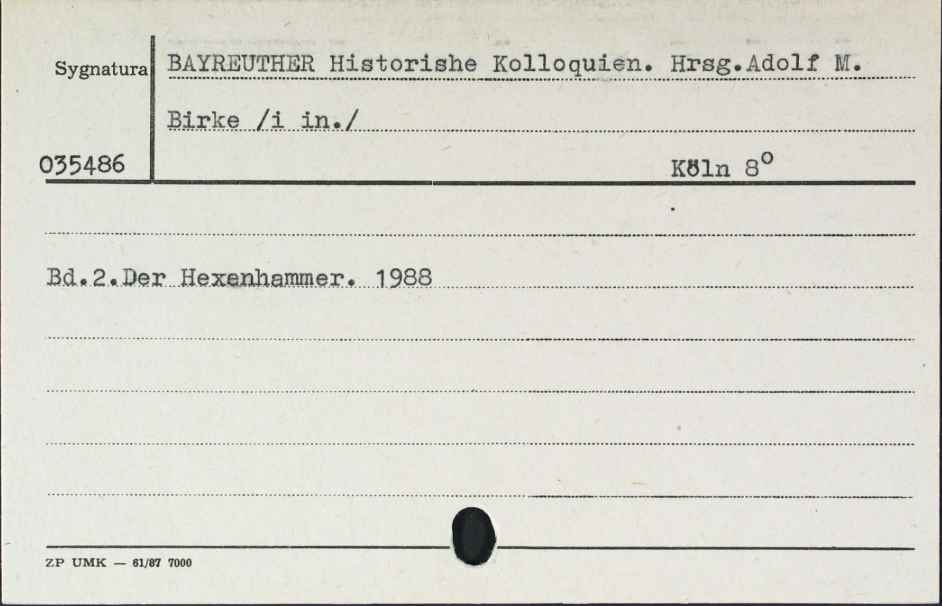 Sygnatura
BAYREUTHER Historishe Kolloquien. Hrsg.Adolf M.
Birke /i in./
035486
Köln 8°
Bd.2.Der Hexenhammer. 1988
ZP UMK — 61/87 7000